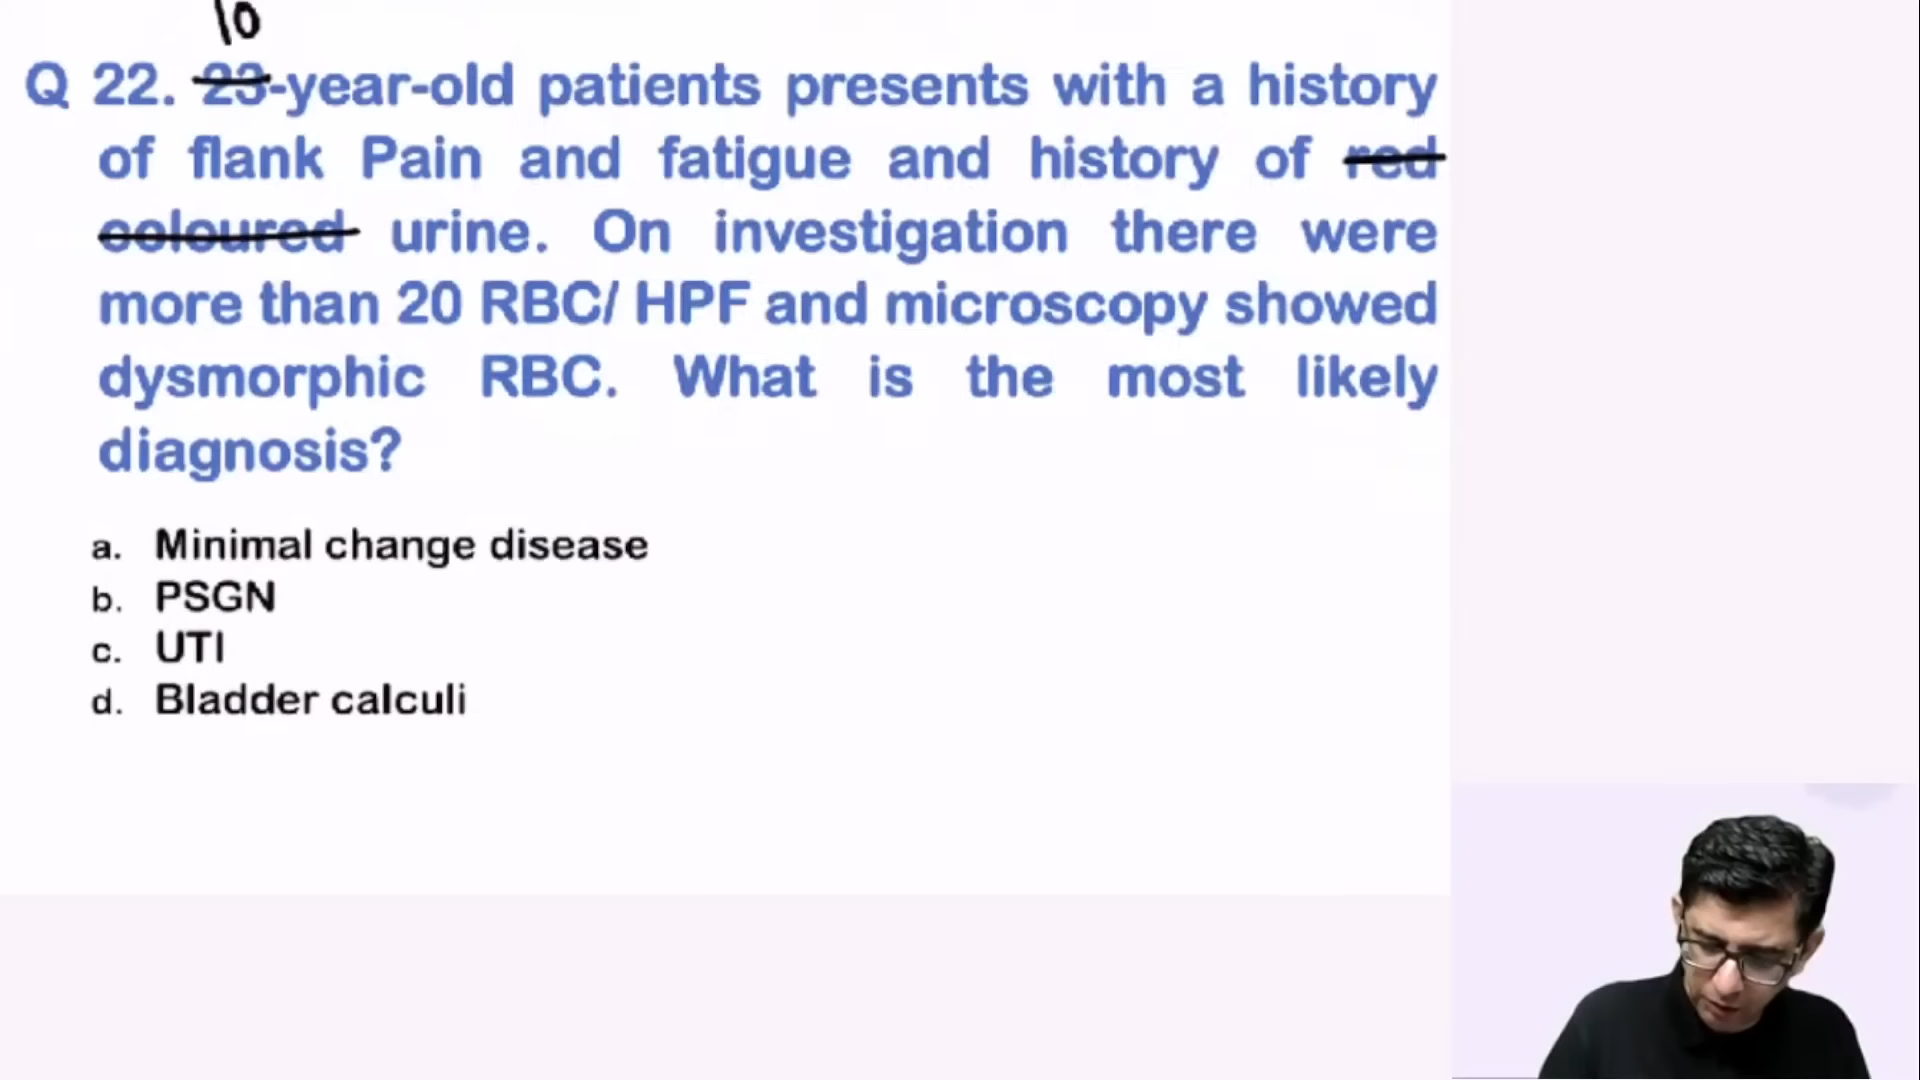 10
Q 22. 23-year-old patients presents with a history
of flank Pain and fatigue and history of red
coloured urine. On investigation there were
more than 20 RBC/ HPF and microscopy showed
dysmorphic RBC. What is the most likely
diagnosis?
a. Minimal change disease
b. PSGN
c. UTI
d. Bladder calculi